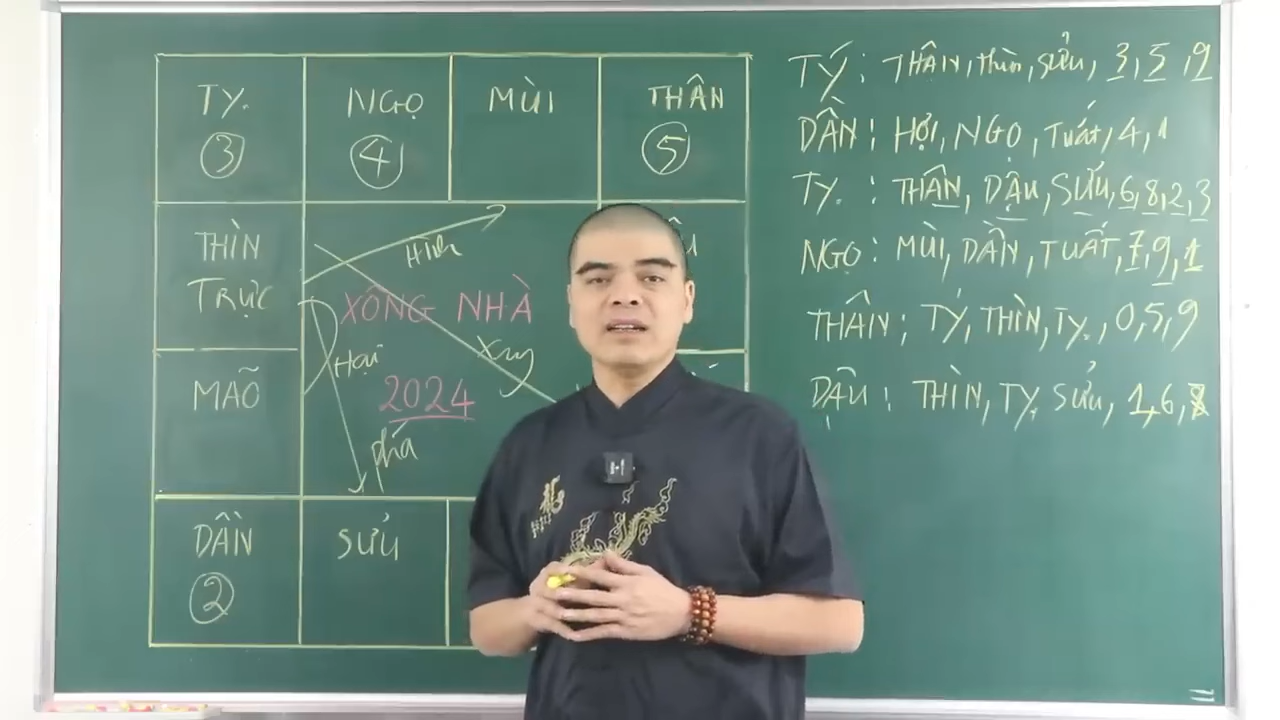 TỴ. NGỌ MÙI THÂN
③ ④ ⑤
THÌN
TRỰC
Hình
XÔNG NHÀ
Xuy
Hại
MÃO
2024
phá
DẦN SỬU
②
TÝ: THÂN, thìn, sửu, 3, 5, 9
DẦN: HỢI, NGỌ, Tuất, 4, 1
TỴ. : THÂN, DẬU, SỬU, 6, 8, 2, 3
NGỌ: MÙI, DẦN, TUẤT, 7, 9, 1
THÂN; TÝ, THÌN, TỴ., 0, 5, 9
DẬU: THÌN, TỴ, SỬU, 1, 6, 8